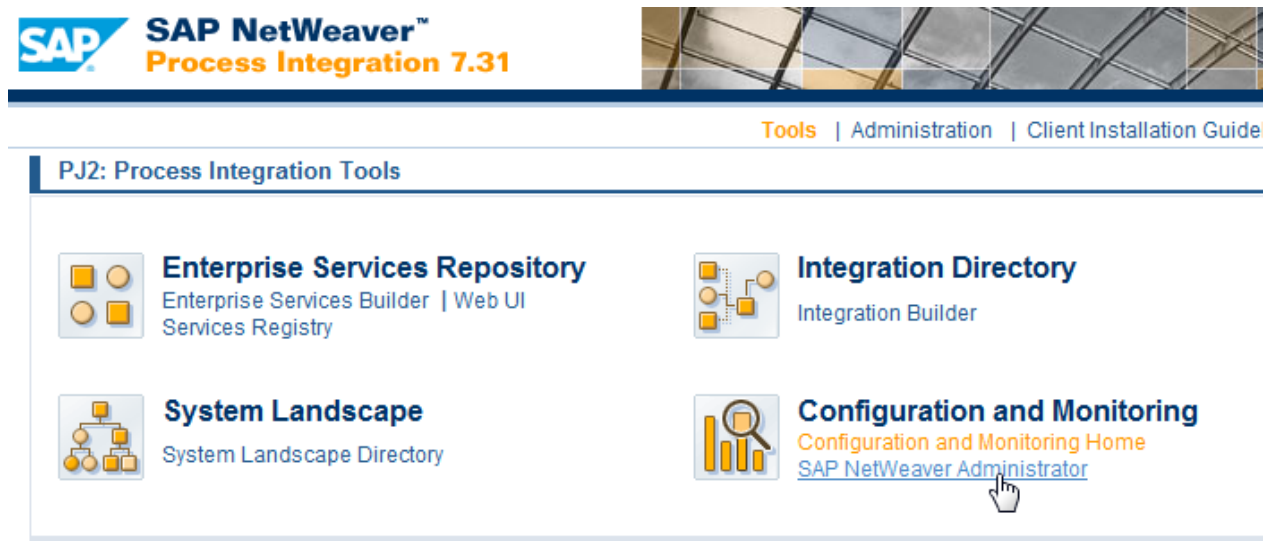 SAP
SAP NetWeaver™
Process Integration 7.31
Tools | Administration | Client Installation Guide
PJ2: Process Integration Tools
Enterprise Services Repository
Enterprise Services Builder | Web UI
Services Registry
Integration Directory
Integration Builder
System Landscape
System Landscape Directory
Configuration and Monitoring
Configuration and Monitoring Home
SAP NetWeaver Administrator